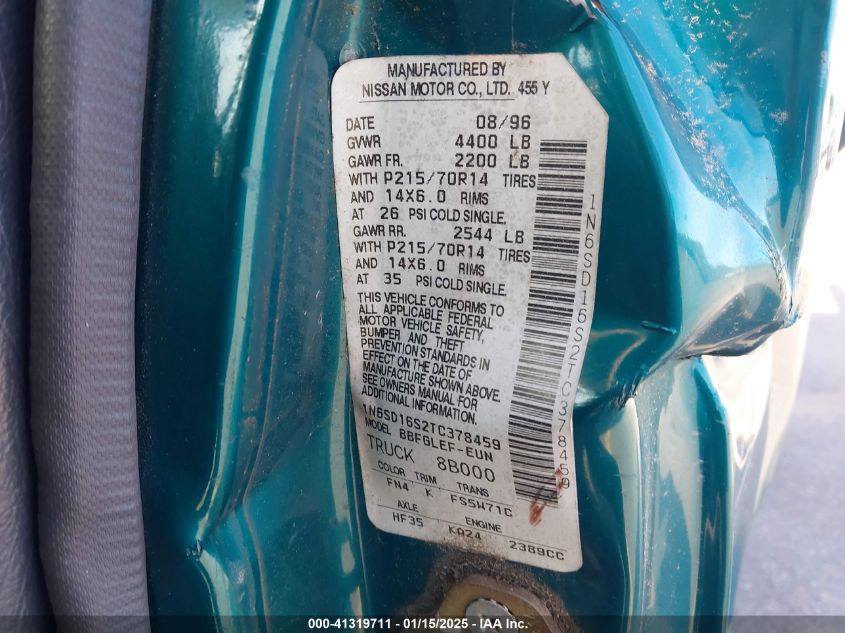 MANUFACTURED BY
NISSAN MOTOR CO., LTD. 455 Y
DATE 08/96
GVWR 4400 LB
GAWR FR. 2200 LB
WITH P215/70R14 TIRES
AND 14X6.0 RIMS
AT 26 PSI COLD SINGLE.
GAWR RR. 2544 LB
WITH P215/70R14 TIRES
AND 14X6.0 RIMS
AT 35 PSI COLD SINGLE.
THIS VEHICLE CONFORMS TO
ALL APPLICABLE FEDERAL
MOTOR VEHICLE SAFETY,
BUMPER AND THEFT
PREVENTION STANDARDS IN
EFFECT ON THE DATE OF
MANUFACTURE SHOWN ABOVE.
SEE OWNERS MANUAL FOR
ADDITIONAL INFORMATION.
1N6SD16S2TC378459
MODEL BBFGLEF-EUN
TRUCK 8B000
COLOR TRIM TRANS
FN4 K FS5W71C
AXLE ENGINE
HF35 KA24 2389CC
1N6SD16S2TC378459
000-41319711 - 01/15/2025 - IAAI, Inc.